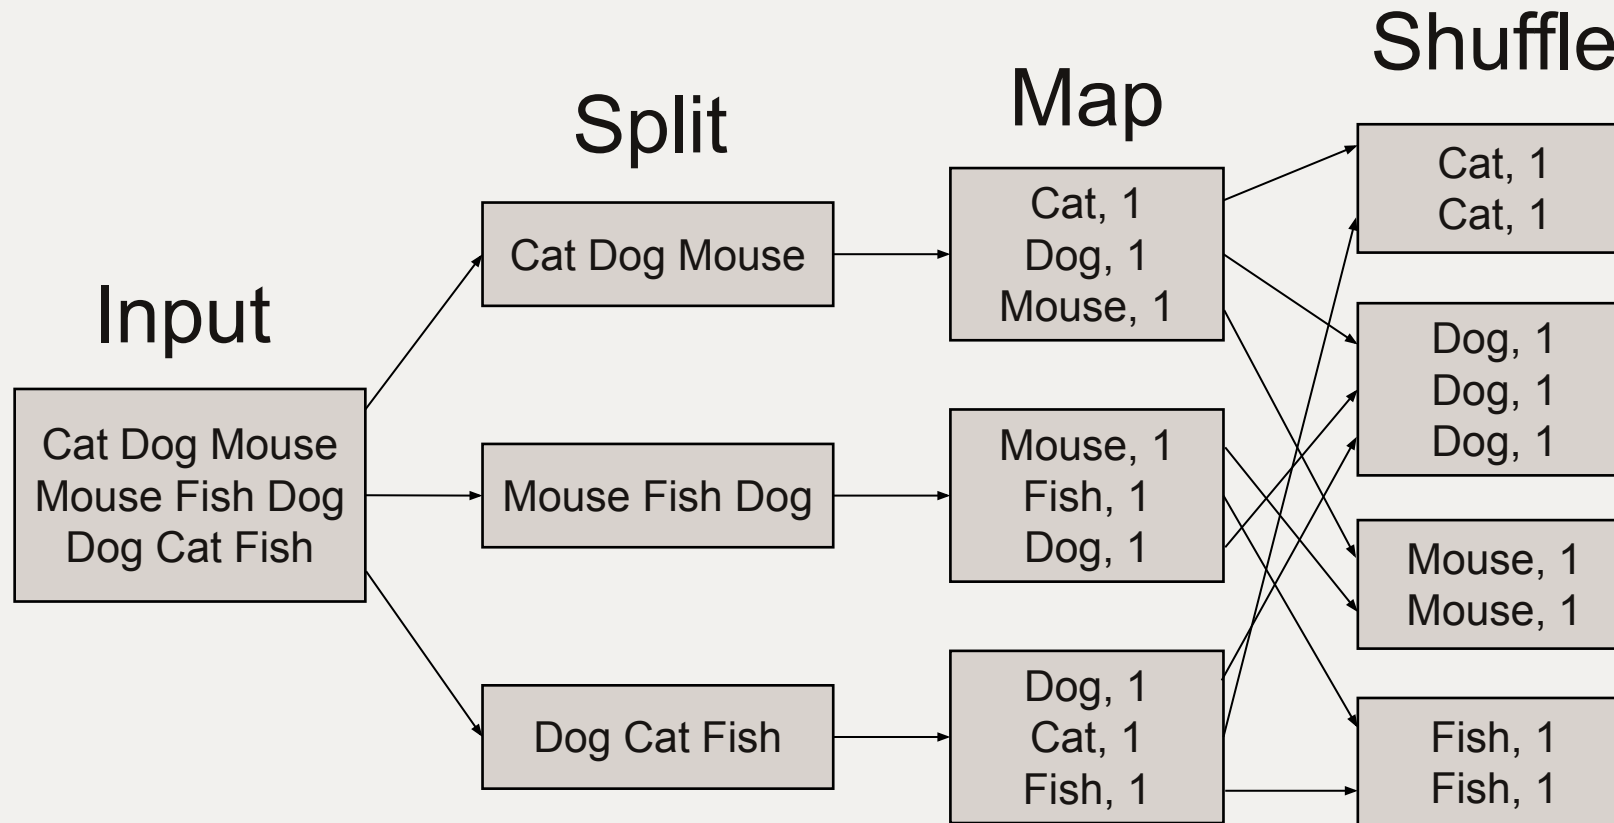 Input
Cat Dog Mouse
Mouse Fish Dog
Dog Cat Fish
Split
Cat Dog Mouse
Mouse Fish Dog
Dog Cat Fish
Map
Cat, 1
Dog, 1
Mouse, 1
Mouse, 1
Fish, 1
Dog, 1
Dog, 1
Cat, 1
Fish, 1
Shuffle
Cat, 1
Cat, 1
Dog, 1
Dog, 1
Dog, 1
Mouse, 1
Mouse, 1
Fish, 1
Fish, 1